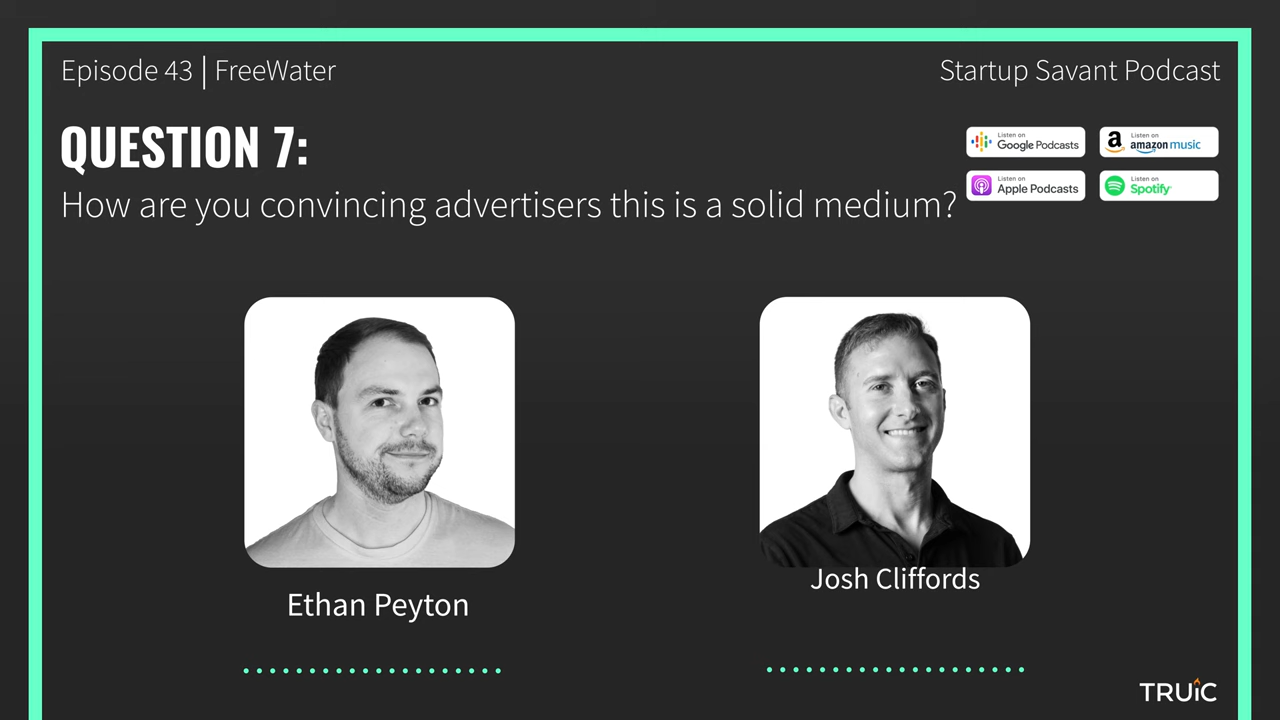 Episode 43 | FreeWater
Startup Savant Podcast
QUESTION 7:
How are you convincing advertisers this is a solid medium?
Listen on
Google Podcasts
Listen on
amazon music
Listen on
Apple Podcasts
Listen on
Spotify
Ethan Peyton
Josh Cliffords
TRUiC